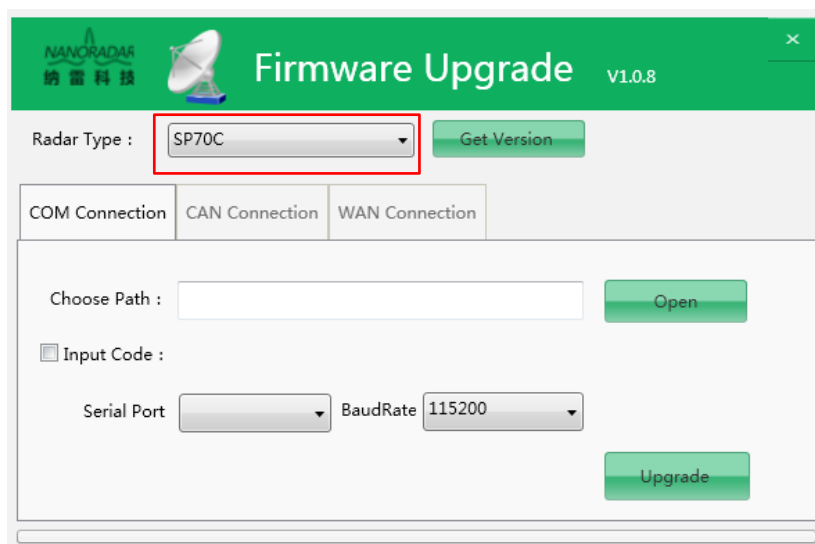 NANORADAR
纳雷科技
Firmware Upgrade V1.0.8
×
Radar Type : SP70C Get Version
COM Connection CAN Connection WAN Connection
Choose Path : Open
Input Code :
Serial Port BaudRate 115200
Upgrade